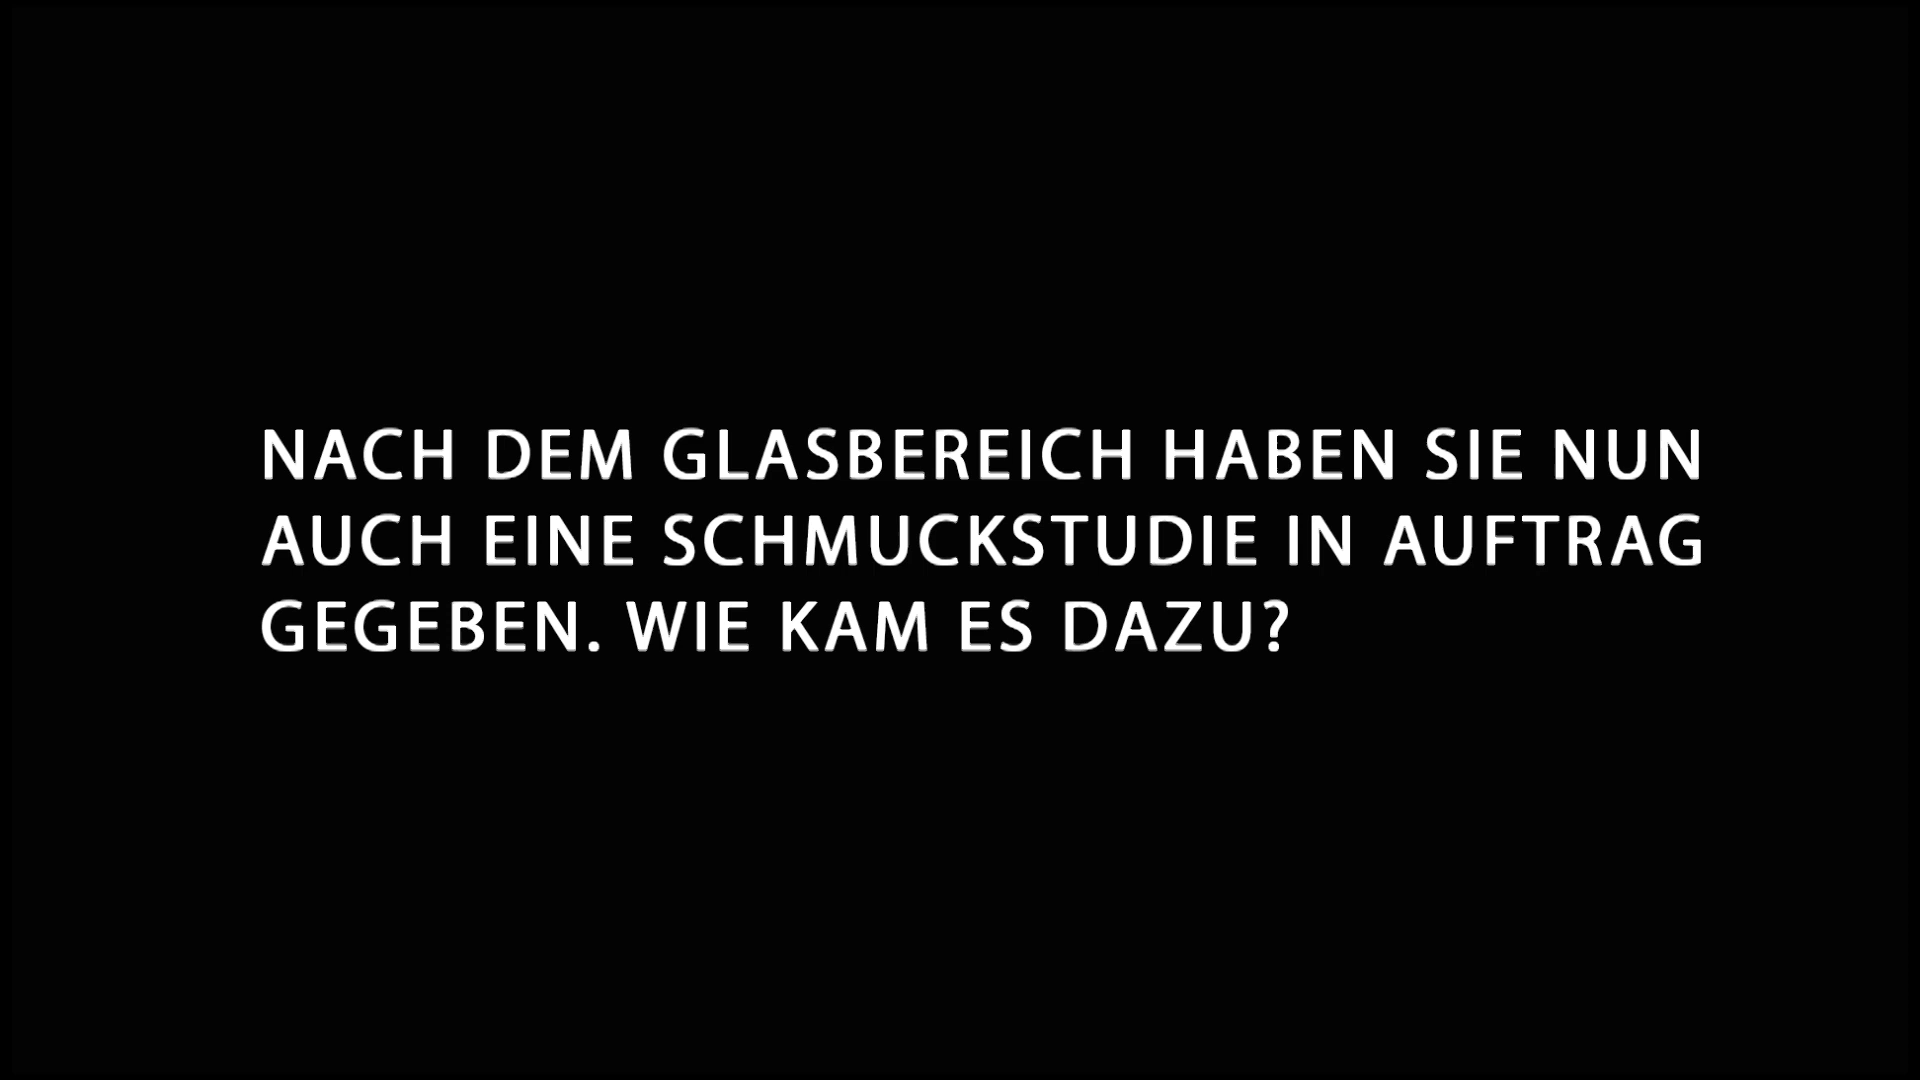 NACH DEM GLASBEREICH HABEN SIE NUN
AUCH EINE SCHMUCKSTUDIE IN AUFTRAG
GEGEBEN. WIE KAM ES DAZU?